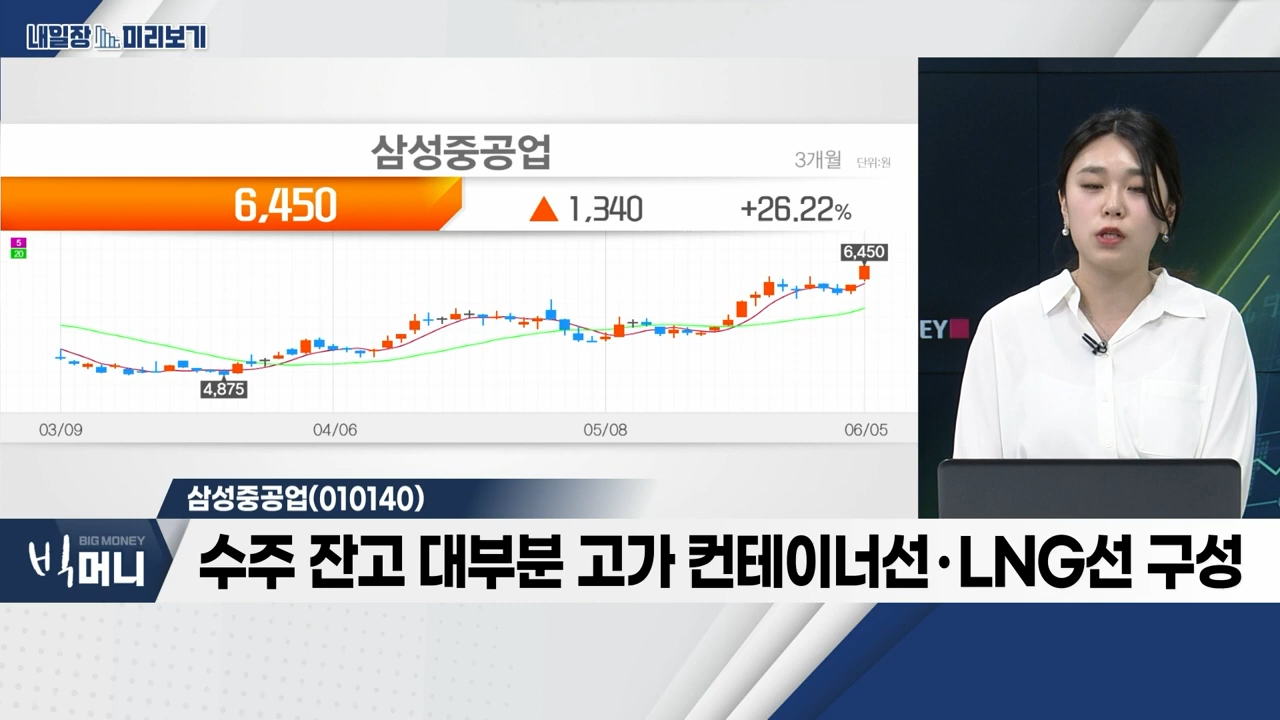 내일장 미리보기
삼성중공업
3개월 단위:원
6,450 ▲ 1,340 +26.22%
5
20
6,450
4,875
03/09 04/06 05/08 06/05
EY
삼성중공업(010140)
BIG MONEY
빅머니
수주 잔고 대부분 고가 컨테이너선·LNG선 구성